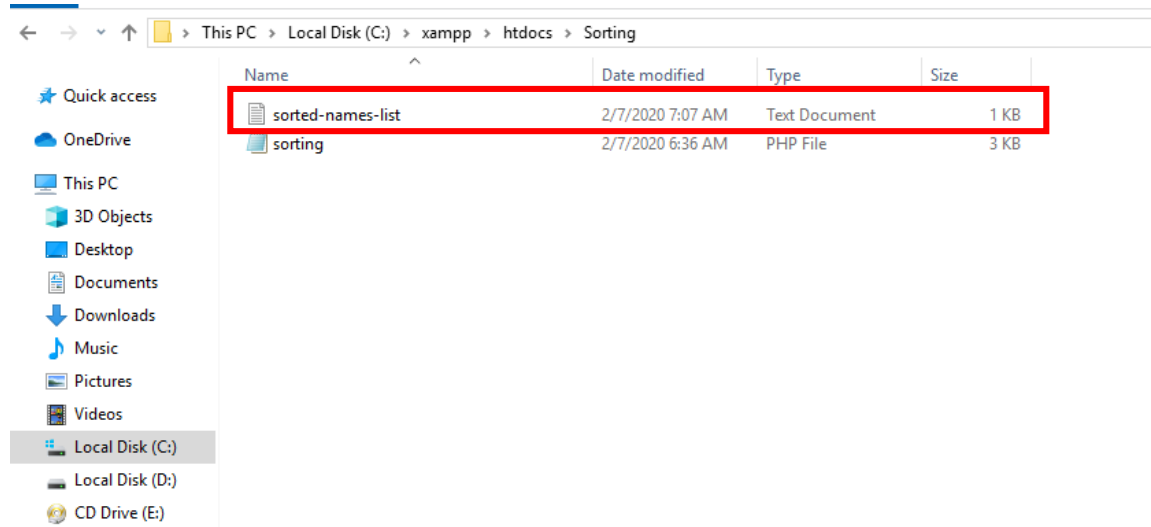 This PC > Local Disk (C:) > xampp > htdocs > Sorting
Name Date modified Type Size
Quick access
sorted-names-list 2/7/2020 7:07 AM Text Document 1 KB
OneDrive
sorting 2/7/2020 6:36 AM PHP File 3 KB
This PC
3D Objects
Desktop
Documents
Downloads
Music
Pictures
Videos
Local Disk (C:)
Local Disk (D:)
CD Drive (E:)